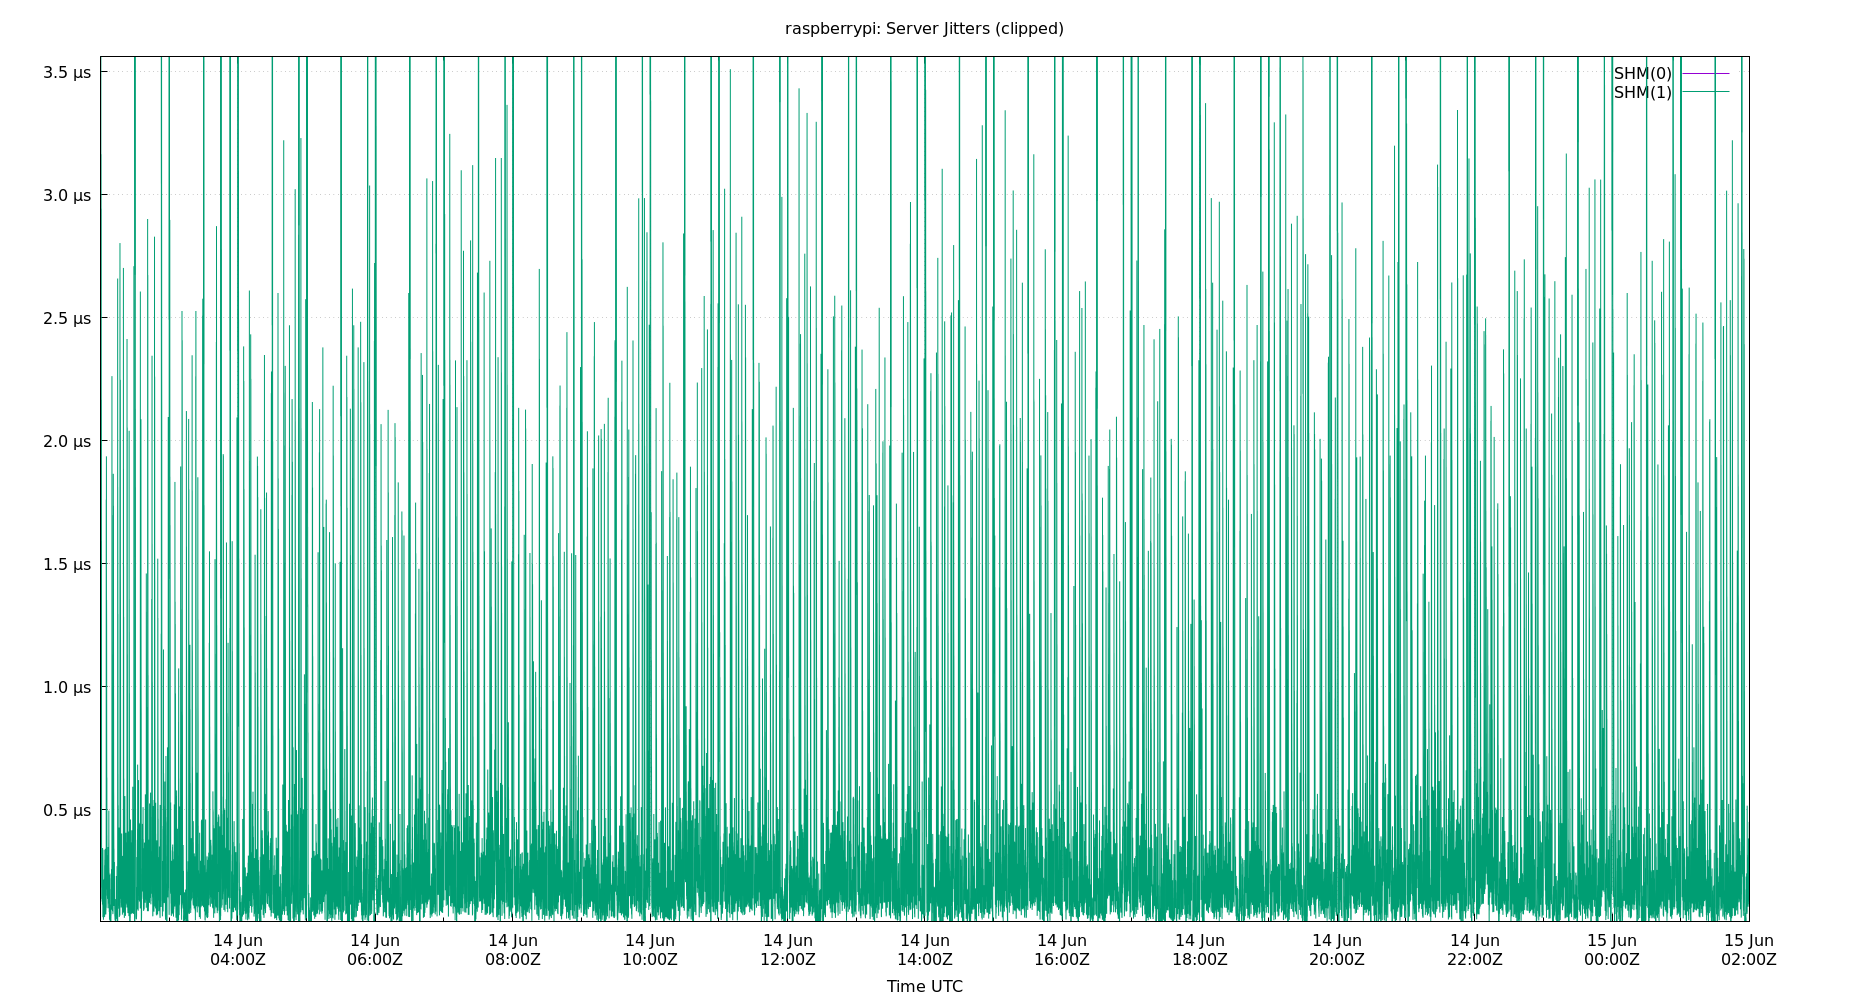 raspberrypi: Server Jitters (clipped)
3.5 µs
3.0 µs
2.5 µs
2.0 µs
1.5 µs
1.0 µs
0.5 µs
SHM(0)
SHM(1)
14 Jun 14 Jun 14 Jun 14 Jun 14 Jun 14 Jun 14 Jun 14 Jun 14 Jun 14 Jun 15 Jun 15 Jun
04:00Z 06:00Z 08:00Z 10:00Z 12:00Z 14:00Z 16:00Z 18:00Z 20:00Z 22:00Z 00:00Z 02:00Z
Time UTC